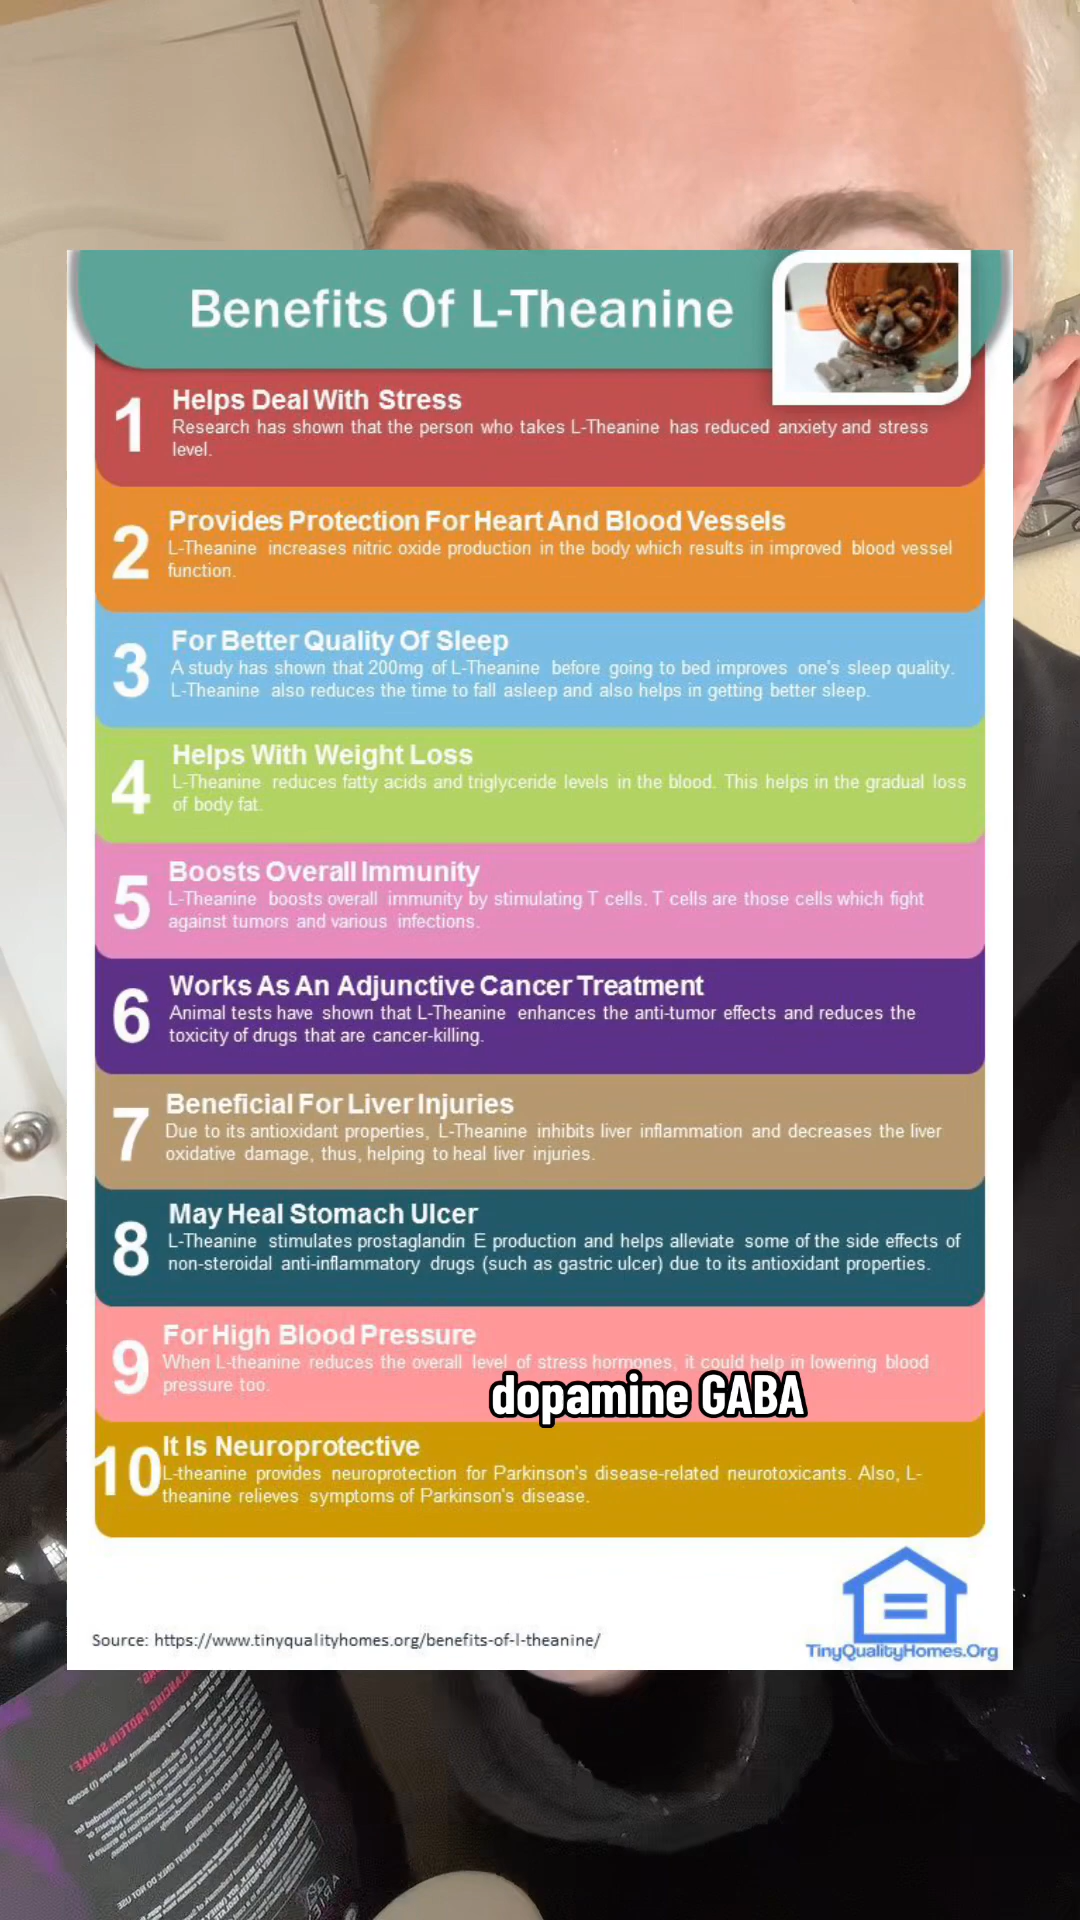 Benefits Of L-Theanine
1
Helps Deal With Stress
Research has shown that the person who takes L-Theanine has reduced anxiety and stress
level.
2
Provides Protection For Heart And Blood Vessels
L-Theanine increases nitric oxide production in the body which results in improved blood vessel
function.
3
For Better Quality Of Sleep
A study has shown that 200mg of L-Theanine before going to bed improves one's sleep quality.
L-Theanine also reduces the time to fall asleep and also helps in getting better sleep.
4
Helps With Weight Loss
L-Theanine reduces fatty acids and triglyceride levels in the blood. This helps in the gradual loss
of body fat.
5
Boosts Overall Immunity
L-Theanine boosts overall immunity by stimulating T cells. T cells are those cells which fight
against tumors and various infections.
6
Works As An Adjunctive Cancer Treatment
Animal tests have shown that L-Theanine enhances the anti-tumor effects and reduces the
toxicity of drugs that are cancer-killing.
7
Beneficial For Liver Injuries
Due to its antioxidant properties, L-Theanine inhibits liver inflammation and decreases the liver
oxidative damage, thus, helping to heal liver injuries.
8
May Heal Stomach Ulcer
L-Theanine stimulates prostaglandin E production and helps alleviate some of the side effects of
non-steroidal anti-inflammatory drugs (such as gastric ulcer) due to its antioxidant properties.
9
For High Blood Pressure
When L-theanine reduces the overall level of stress hormones, it could help in lowering blood
pressure too.
dopamine GABA
10
It Is Neuroprotective
L-theanine provides neuroprotection for Parkinson's disease-related neurotoxicants. Also, L-
theanine relieves symptoms of Parkinson's disease.
Source: https://www.tinyqualityhomes.org/benefits-of-l-theanine/
TinyQualityHomes.Org
PROTEIN SHAKE